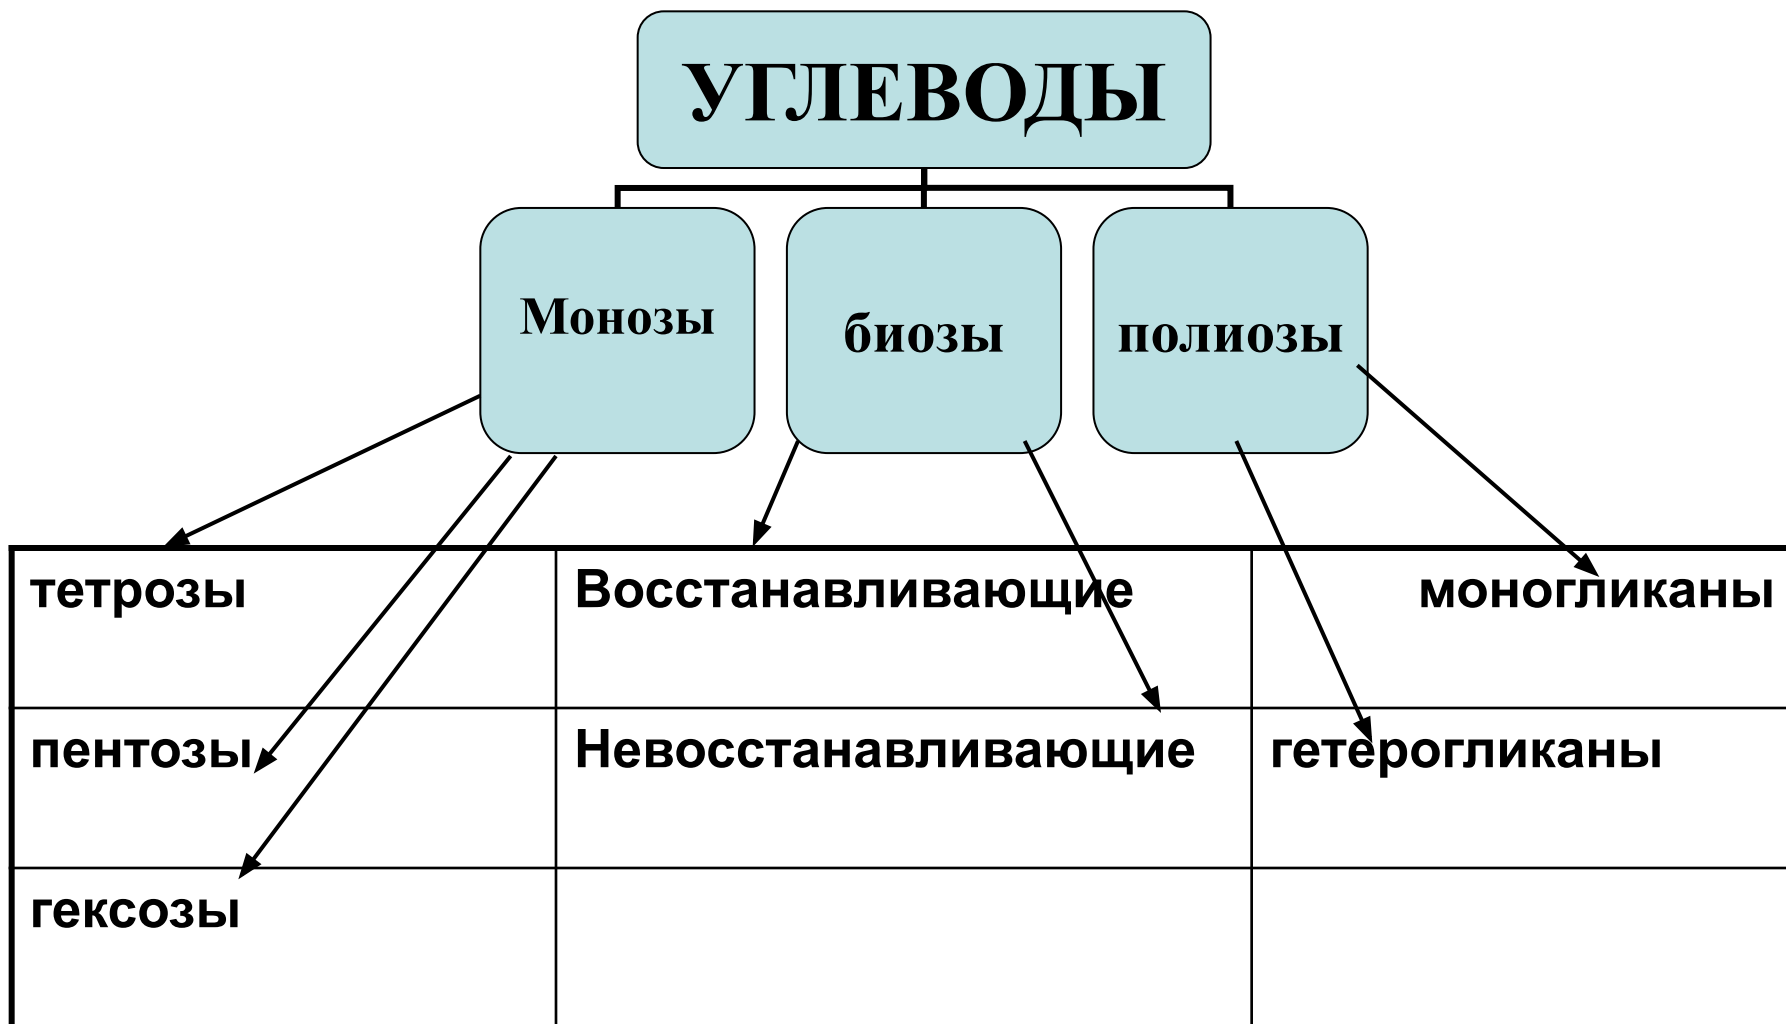 УГЛЕВОДЫ
Монозы
биозы
полиозы
тетрозы
Восстанавливающие
моногликаны
пентозы
Невосстанавливающие
гетерогликаны
гексозы